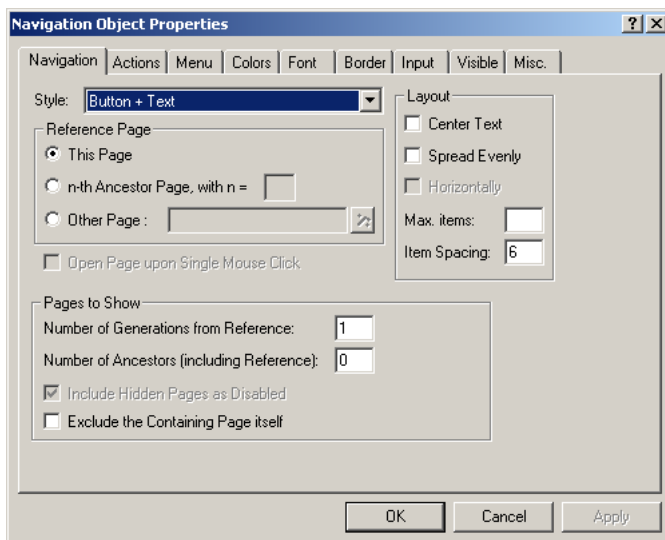 Navigation Object Properties
Navigation Actions Menu Colors Font Border Input Visible Misc.
Style: Button + Text
Reference Page
This Page
n-th Ancestor Page, with n =
Other Page :
Open Page upon Single Mouse Click
Layout
Center Text
Spread Evenly
Horizontally
Max. items:
Item Spacing: 6
Pages to Show
Number of Generations from Reference: 1
Number of Ancestors (including Reference): 0
Include Hidden Pages as Disabled
Exclude the Containing Page itself
OK Cancel Apply